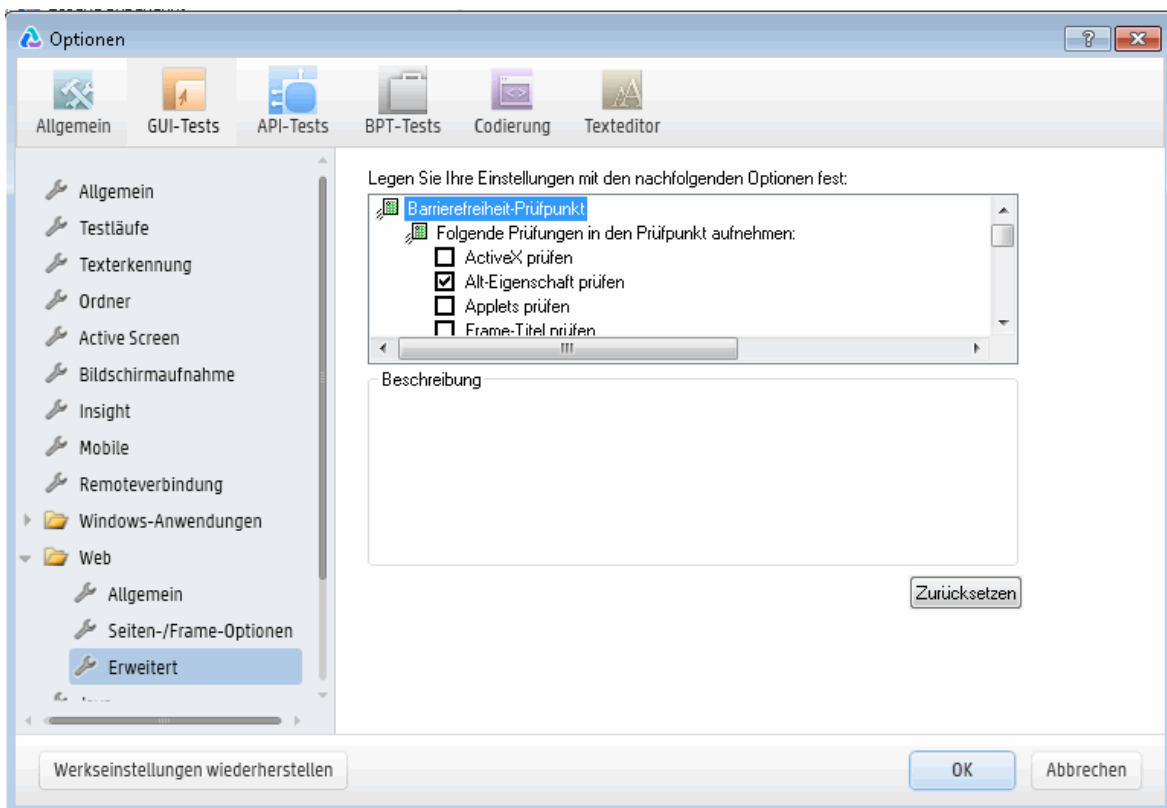 Optionen
Allgemein GUI-Tests API-Tests BPT-Tests Codierung Texteditor
Allgemein
Testläufe
Texterkennung
Ordner
Active Screen
Bildschirmaufnahme
Insight
Mobile
Remoteverbindung
Windows-Anwendungen
Web
Allgemein
Seiten-/Frame-Optionen
Erweitert
Legen Sie Ihre Einstellungen mit den nachfolgenden Optionen fest:
Barrierefreiheit-Prüfpunkt
Folgende Prüfungen in den Prüfpunkt aufnehmen:
ActiveX prüfen
Alt-Eigenschaft prüfen
Applets prüfen
Frame-Titel prüfen
Beschreibung
Zurücksetzen
Werkseinstellungen wiederherstellen
OK Abbrechen